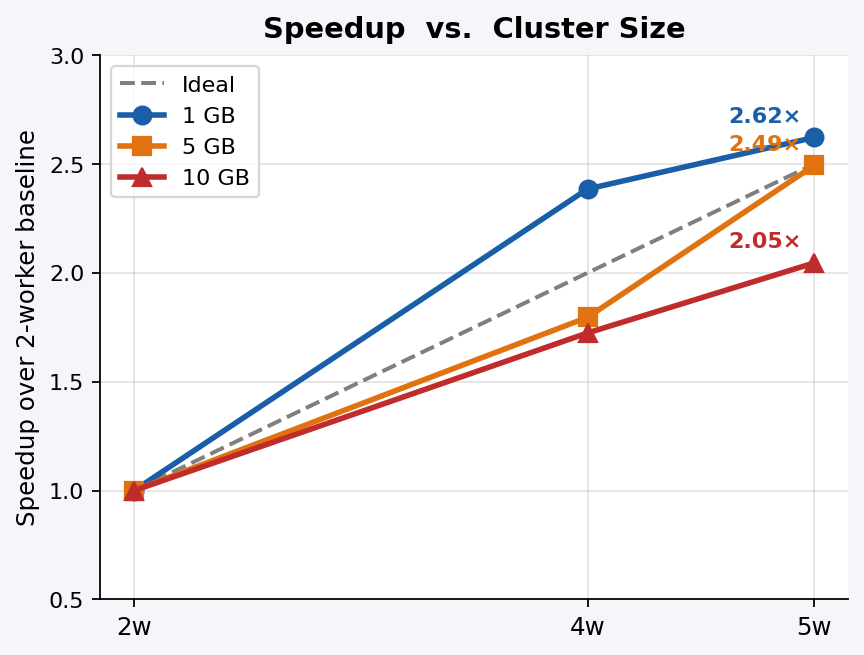 Speedup vs. Cluster Size
Speedup over 2-worker baseline
3.0
2.5
2.0
1.5
1.0
0.5
Ideal
1 GB
5 GB
10 GB
2.62×
2.49×
2.05×
2w
4w
5w